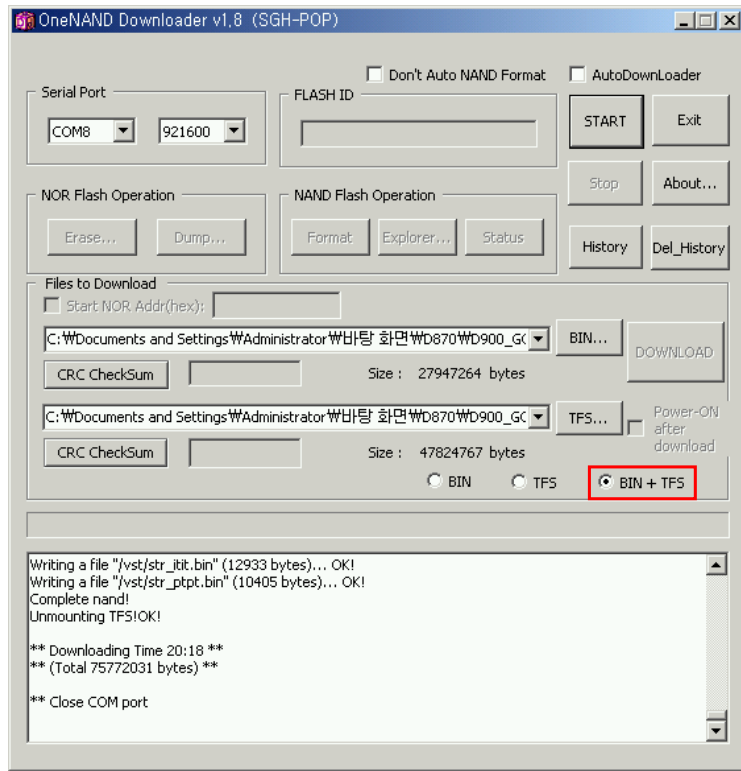 OneNAND Downloader v1,8 (SGH-POP)
Don't Auto NAND Format
AutoDownLoader
Serial Port
FLASH ID
COM8
921600
START
Exit
Stop
About...
NOR Flash Operation
NAND Flash Operation
Erase...
Dump...
Format
Explorer...
Status
History
Del_History
Files to Download
Start NOR Addr(hex):
C:₩Documents and Settings₩Administrator₩바탕 화면₩D870₩D900_GC
BIN...
DOWNLOAD
CRC CheckSum
Size : 27947264 bytes
C:₩Documents and Settings₩Administrator₩바탕 화면₩D870₩D900_GC
TFS...
Power-ON
after
download
CRC CheckSum
Size : 47824767 bytes
BIN
TFS
BIN + TFS
Writing a file "/vst/str_itit.bin" (12933 bytes)... OK!
Writing a file "/vst/str_ptpt.bin" (10405 bytes)... OK!
Complete nand!
Unmounting TFS!OK!
** Downloading Time 20:18 **
** (Total 75772031 bytes) **
** Close COM port